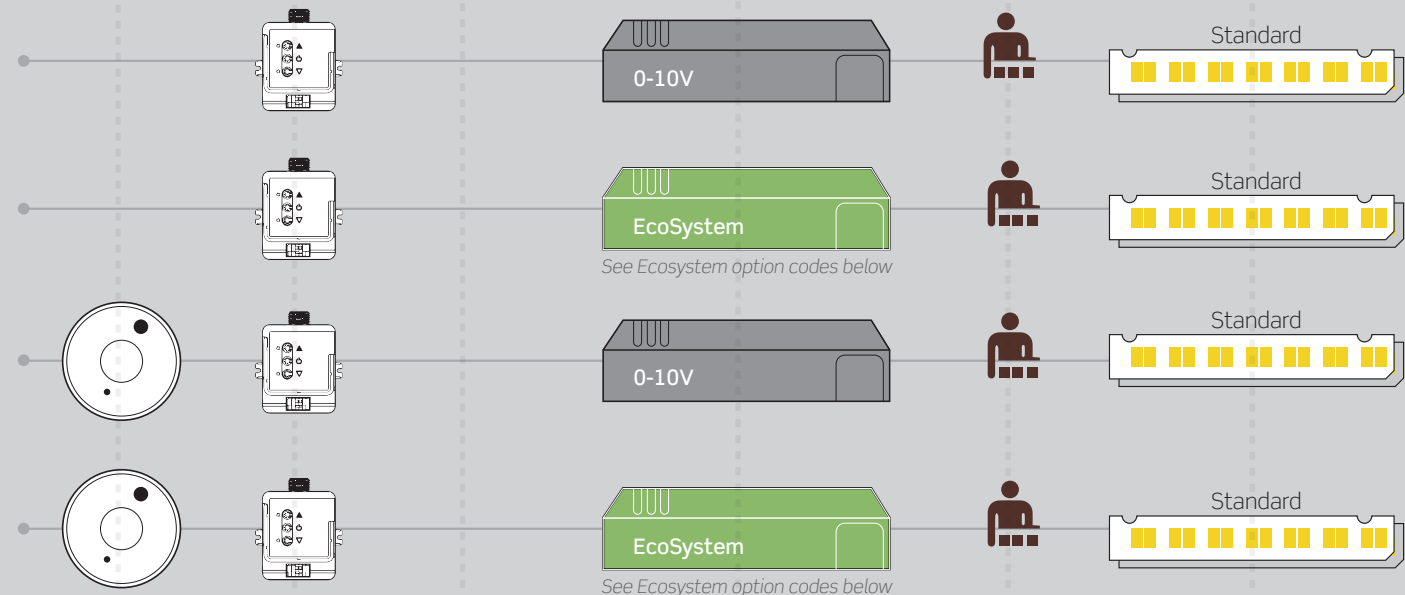 Standard
0-10V
Standard
EcoSystem
See Ecosystem option codes below
Standard
0-10V
Standard
EcoSystem
See Ecosystem option codes below